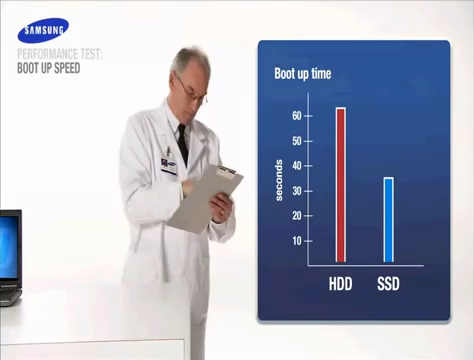 SAMSUNG
PERFORMANCE TEST:
BOOT UP SPEED
Boot up time
seconds
60
50
40
30
20
10
HDD
SSD